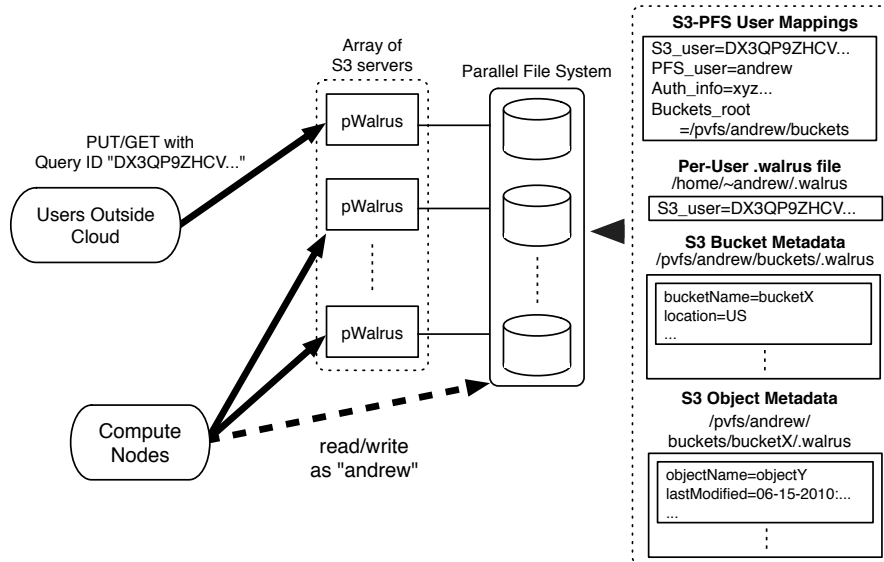 Array of
S3 servers
Parallel File System
PUT/GET with
Query ID "DX3QP9ZHCV..."
pWalrus
Users Outside
Cloud
pWalrus
pWalrus
Compute
Nodes
read/write
as "andrew"
S3-PFS User Mappings
S3_user=DX3QP9ZHCV...
PFS_user=andrew
Auth_info=xyz...
Buckets_root
=/pvfs/andrew/buckets
Per-User .walrus file
/home/~andrew/.walrus
S3_user=DX3QP9ZHCV...
S3 Bucket Metadata
/pvfs/andrew/buckets/.walrus
bucketName=bucketX
location=US
...
S3 Object Metadata
/pvfs/andrew/
buckets/bucketX/.walrus
objectName=objectY
lastModified=06-15-2010:...
...